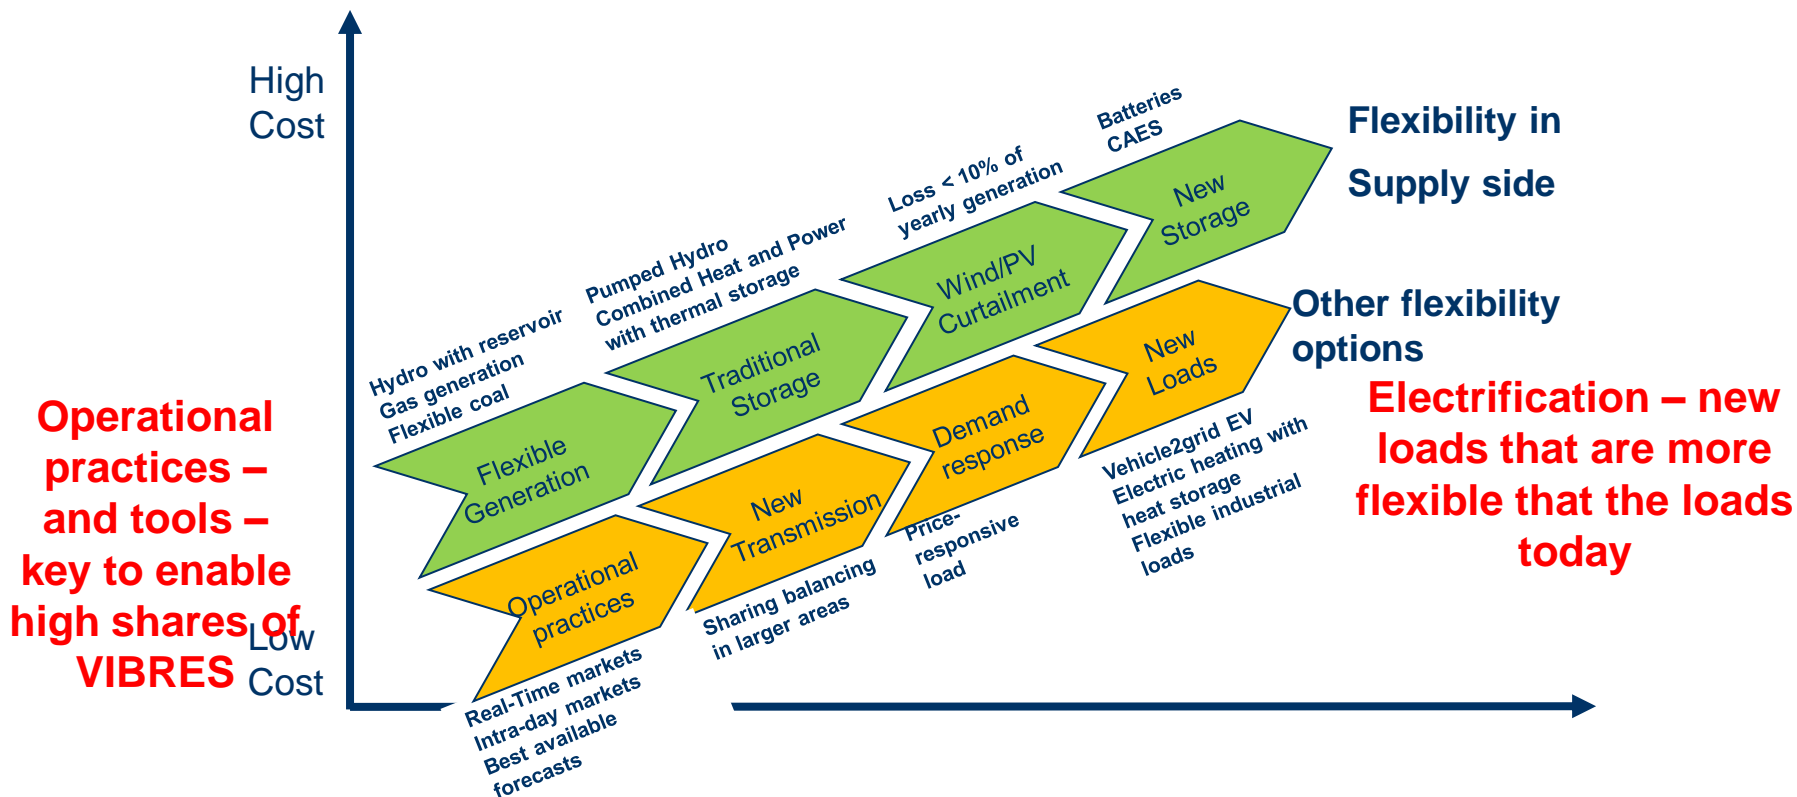 High
Cost
Batteries
CAES
Flexibility in
Supply side
Loss < 10% of
yearly generation
New
Storage
Pumped Hydro
Combined Heat and Power
with thermal storage
Wind/PV
Curtailment
Other flexibility
options
Hydro with reservoir
Gas generation
Flexible coal
Traditional
Storage
New
Loads
Flexible
Generation
Demand
response
Electrification – new
loads that are more
flexible that the loads
today
Operational
practices –
and tools –
key to enable
high shares of
VIBRES
New
Transmission
Vehicle2grid EV
Electric heating with
heat storage
Flexible industrial
loads
Price-
responsive
load
Operational
practices
Sharing balancing
in larger areas
Low
Cost
Real-Time markets
Intra-day markets
Best available
forecasts